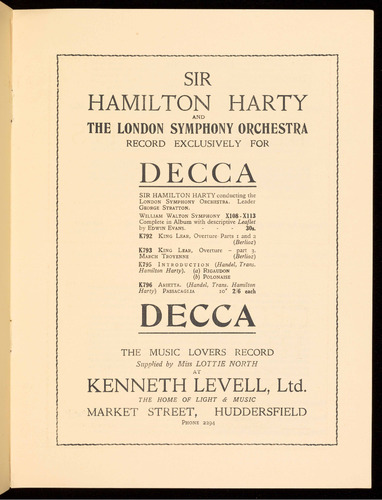 SIR
HAMILTON HARTY
AND
THE LONDON SYMPHONY ORCHESTRA
RECORD EXCLUSIVELY FOR
DECCA
SIR HAMILTON HARTY conducting the
LONDON SYMPHONY ORCHESTRA. Leader
GEORGE STRATTON.
WILLIAM WALTON SYMPHONY X108-X113
Complete in Album with descriptive Leaflet
by EDWIN EVANS. - - - - 30s.
K792 KING LEAR, OVERTURE Parts 1 and 2
(Berlioz)
K793 KING LEAR, OVERTURE - part 3.
MARCH TROYENNE (Berlioz)
K795 INTRODUCTION (Handel, Trans.
Hamilton Harty). (a) RIGAUDON
(b) POLONAISE
K796 ARIETTA. (Handel, Trans. Hamilton
Harty) PASSACAGLIA 10" 2/6 each
DECCA
THE MUSIC LOVERS RECORD
Supplied by Miss LOTTIE NORTH
AT
KENNETH LEVELL, Ltd.
THE HOME OF LIGHT & MUSIC
MARKET STREET, HUDDERSFIELD
PHONE 2294